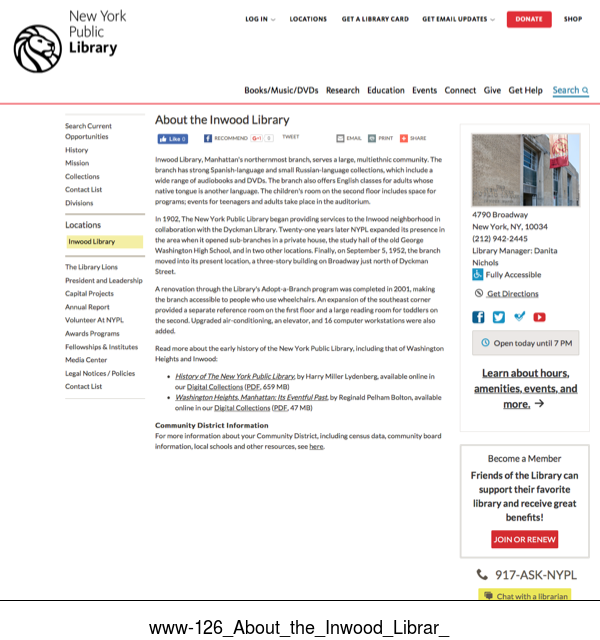 New York
Public
Library
LOG IN
LOCATIONS
GET A LIBRARY CARD
GET EMAIL UPDATES
DONATE
SHOP
Books/Music/DVDs Research Education Events Connect Give Get Help Search
Search Current
Opportunities
History
Mission
Collections
Contact List
Divisions
Locations
Inwood Library
The Library Lions
President and Leadership
Capital Projects
Annual Report
Volunteer At NYPL
Awards Programs
Fellowships & Institutes
Media Center
Legal Notices / Policies
Contact List
About the Inwood Library
Like 0
RECOMMEND
G+1 0
TWEET
EMAIL
PRINT
SHARE
Inwood Library, Manhattan's northernmost branch, serves a large, multiethnic community. The
branch has strong Spanish-language and small Russian-language collections, which include a
wide range of audiobooks and DVDs. The branch also offers English classes for adults whose
native tongue is another language. The children's room on the second floor includes space for
programs; events for teenagers and adults take place in the auditorium.
In 1902, The New York Public Library began providing services to the Inwood neighborhood in
collaboration with the Dyckman Library. Twenty-one years later NYPL expanded its presence in
the area when it opened sub-branches in a private house, the study hall of the old George
Washington High School, and in two other locations. Finally, on September 5, 1952, the branch
moved into its present location, a three-story building on Broadway just north of Dyckman
Street.
A renovation through the Library's Adopt-a-Branch program was completed in 2001, making
the branch accessible to people who use wheelchairs. An expansion of the southeast corner
provided a separate reference room on the first floor and a large reading room for toddlers on
the second. Upgraded air-conditioning, an elevator, and 16 computer workstations were also
added.
Read more about the early history of the New York Public Library, including that of Washington
Heights and Inwood:
• History of The New York Public Library, by Harry Miller Lydenberg, available online in
our Digital Collections (PDF, 659 MB)
• Washington Heights, Manhattan: Its Eventful Past, by Reginald Pelham Bolton, available
online in our Digital Collections (PDF, 47 MB)
Community District Information
For more information about your Community District, including census data, community board
information, local schools and other resources, see here.
4790 Broadway
New York, NY, 10034
(212) 942-2445
Library Manager: Danita
Nichols
Fully Accessible
Get Directions
Open today until 7 PM
Learn about hours,
amenities, events, and
more. →
Become a Member
Friends of the Library can
support their favorite
library and receive great
benefits!
JOIN OR RENEW
917-ASK-NYPL
Chat with a librarian
www-126_About_the_Inwood_Librar_